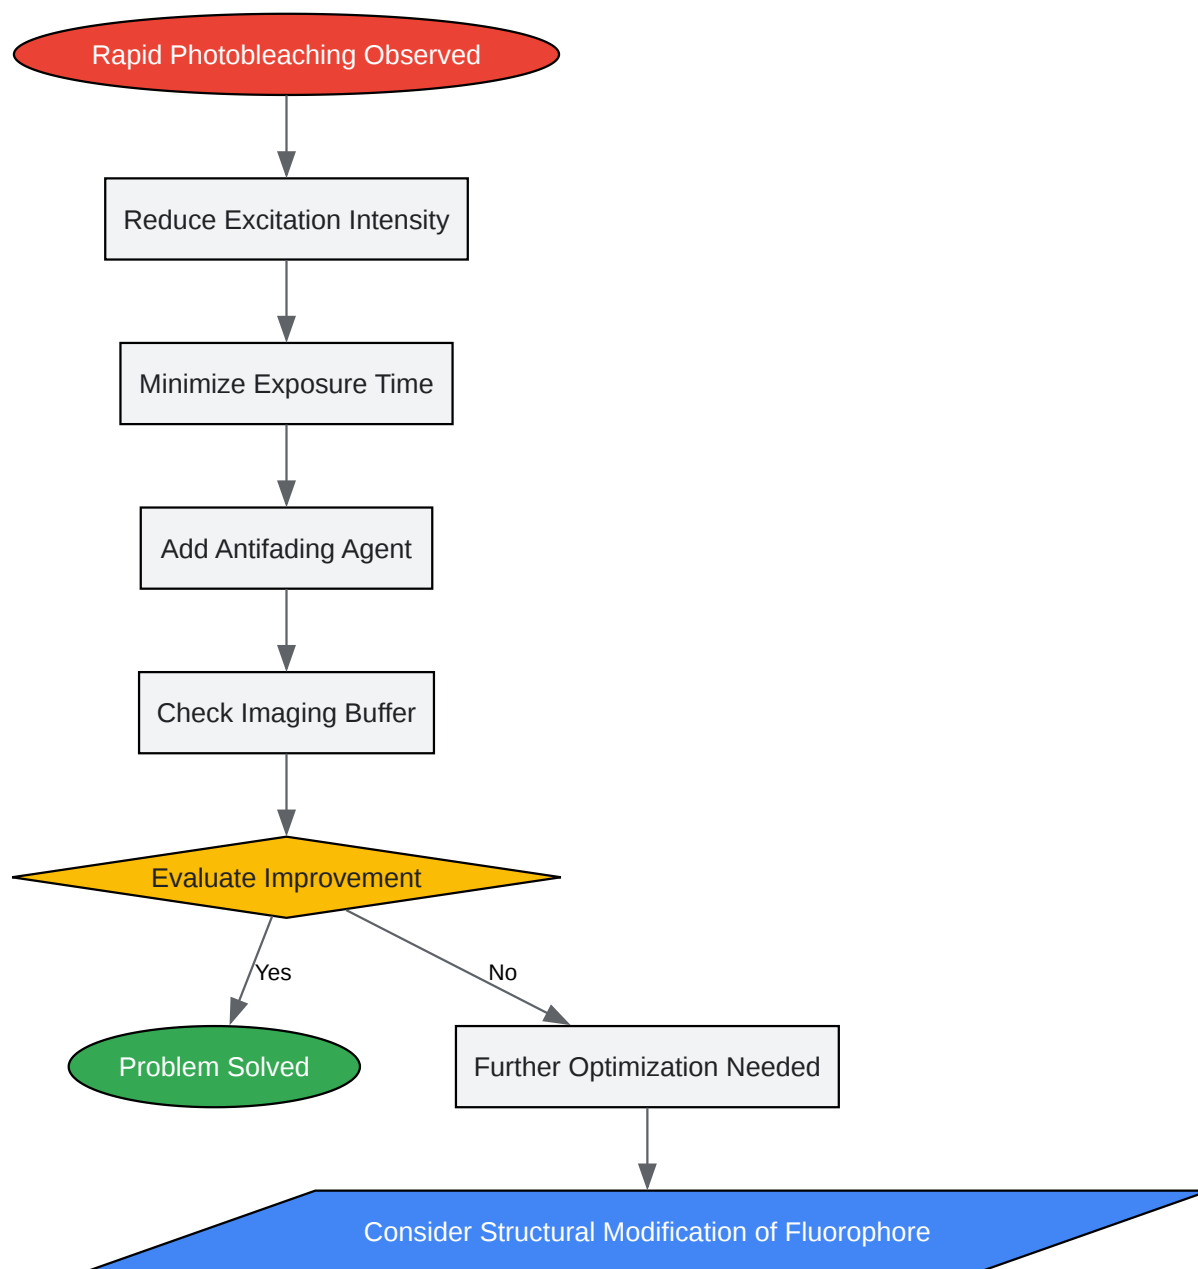 Rapid Photobleaching Observed
Reduce Excitation Intensity
Minimize Exposure Time
Add Antifading Agent
Check Imaging Buffer
Evaluate Improvement
Yes
No
Problem Solved
Further Optimization Needed
Consider Structural Modification of Fluorophore